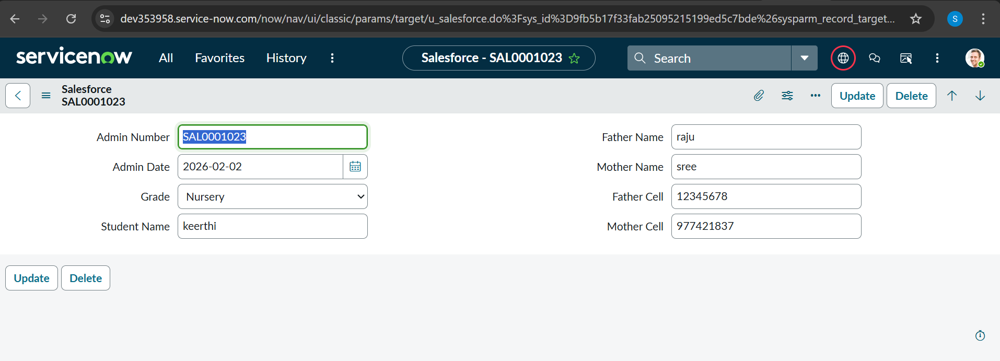 dev353958.service-now.com/now/nav/ui/classic/params/target/u_salesforce.do%3Fsys_id%3D9fb5b17f33fab25095215199ed5c7bde%26sysparm_record_target...
S
servicenow
All
Favorites
History
Salesforce - SAL0001023
Search
Salesforce
SAL0001023
Update
Delete
Admin Number
SAL0001023
Admin Date
2026-02-02
Grade
Nursery
Student Name
keerthi
Father Name
raju
Mother Name
sree
Father Cell
12345678
Mother Cell
977421837
Update
Delete